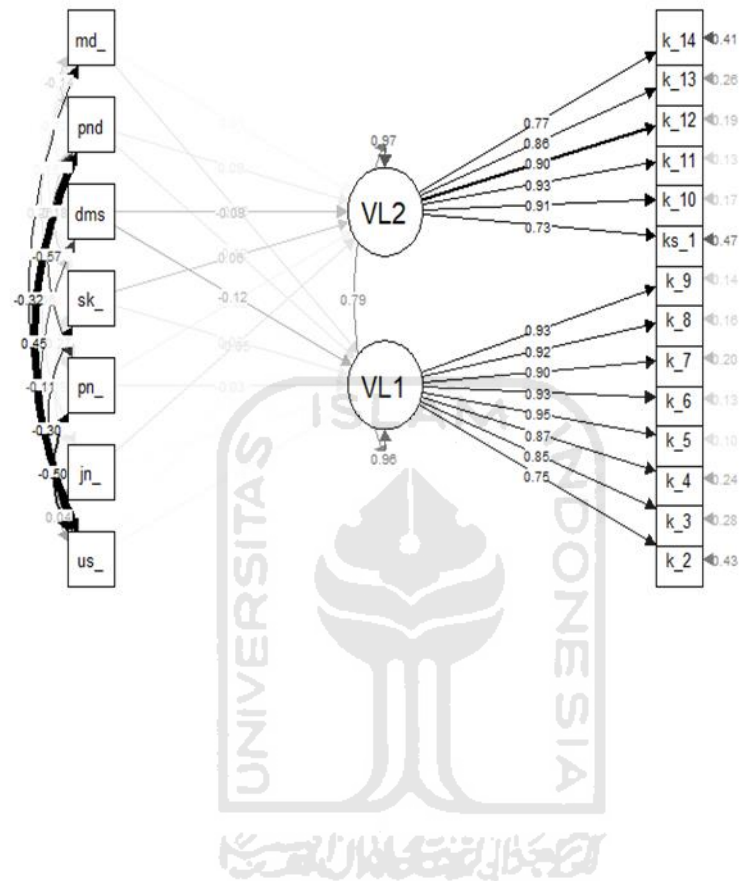 md_
pnd
dms
sk_
pn_
jn_
us_
-0.57
-0.32
0.45
-0.11
-0.30
-0.50
0.04
-0.09
0.06
-0.12
0.97
VL2
0.79
VL1
0.96
0.77
0.86
0.90
0.93
0.91
0.73
0.93
0.92
0.90
0.93
0.95
0.87
0.85
0.75
k_14 0.41
k_13 0.26
k_12 0.19
k_11 0.13
k_10 0.17
ks_1 0.47
k_9 0.14
k_8 0.16
k_7 0.20
k_6 0.13
k_5 0.10
k_4 0.24
k_3 0.28
k_2 0.43
ISLAM
UNIVERSITAS
INDONESIA